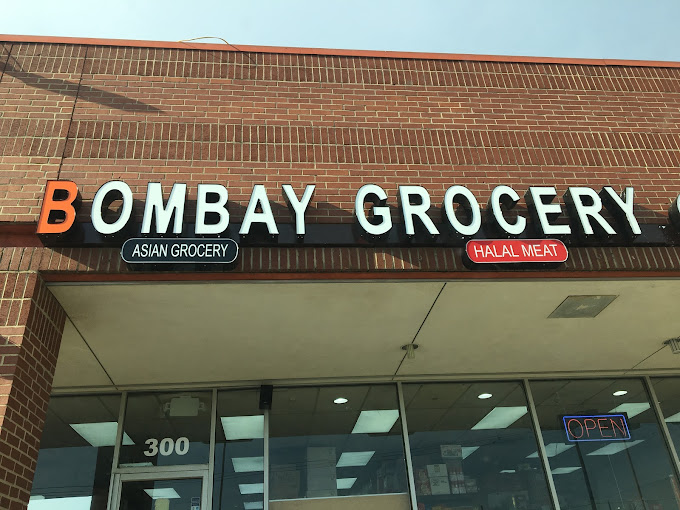 BOMBAY GROCERY
ASIAN GROCERY
HALAL MEAT
300
OPEN